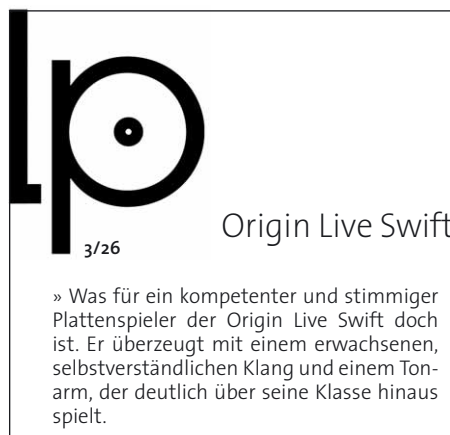 lp
3/26
Origin Live Swift
» Was für ein kompetenter und stimmiger
Plattenspieler der Origin Live Swift doch
ist. Er überzeugt mit einem erwachsenen,
selbstverständlichen Klang und einem Ton-
arm, der deutlich über seine Klasse hinaus
spielt.